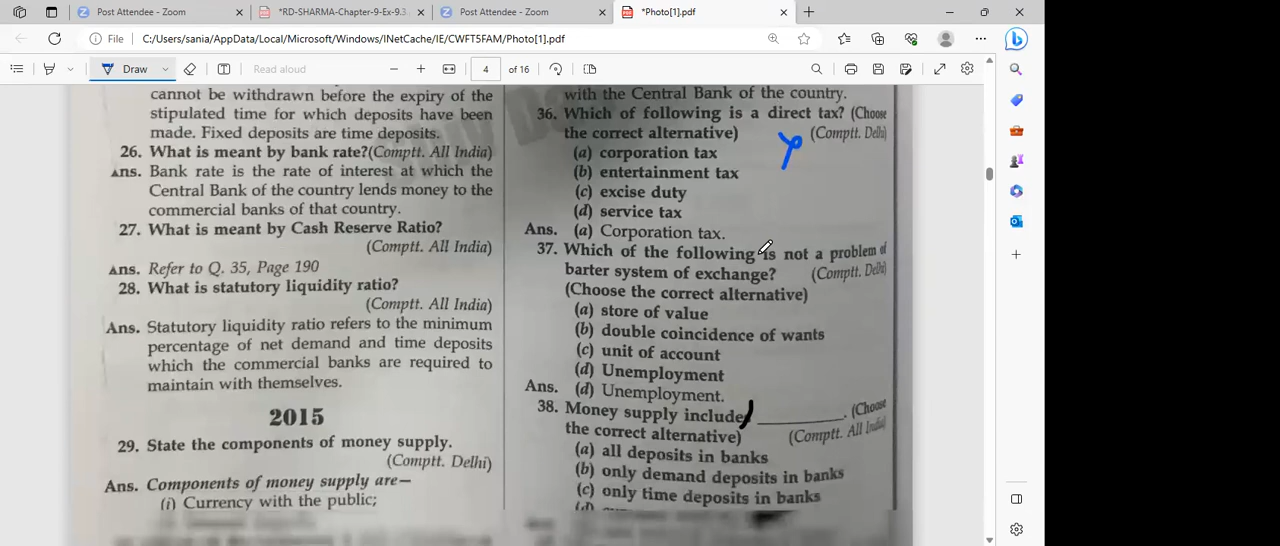 Post Attendee - Zoom
*RD-SHARMA-Chapter-9-Ex-9.3.
Post Attendee - Zoom
*Photo[1].pdf
File
C:/Users/sania/AppData/Local/Microsoft/Windows/INetCache/IE/CWFT5FAM/Photo[1].pdf
Draw
Read aloud
4 of 16
cannot be withdrawn before the expiry of the
stipulated time for which deposits have been
made. Fixed deposits are time deposits.
26. What is meant by bank rate?(Comptt. All India)
Ans. Bank rate is the rate of interest at which the
Central Bank of the country lends money to the
commercial banks of that country.
27. What is meant by Cash Reserve Ratio?
(Comptt. All India)
Ans. Refer to Q. 35, Page 190
28. What is statutory liquidity ratio?
(Comptt. All India)
Ans. Statutory liquidity ratio refers to the minimum
percentage of net demand and time deposits
which the commercial banks are required to
maintain with themselves.
2015
29. State the components of money supply.
(Comptt. Delhi)
Ans. Components of money supply are—
(i) Currency with the public;
with the Central Bank of the country.
36. Which of following is a direct tax? (Choose
the correct alternative) (Comptt. Delhi)
(a) corporation tax
(b) entertainment tax
(c) excise duty
(d) service tax
Ans. (a) Corporation tax.
37. Which of the following is not a problem of
barter system of exchange? (Comptt. Delhi)
(Choose the correct alternative)
(a) store of value
(b) double coincidence of wants
(c) unit of account
(d) Unemployment
Ans. (d) Unemployment.
38. Money supply include ________. (Choose
the correct alternative) (Comptt. All India)
(a) all deposits in banks
(b) only demand deposits in banks
(c) only time deposits in banks